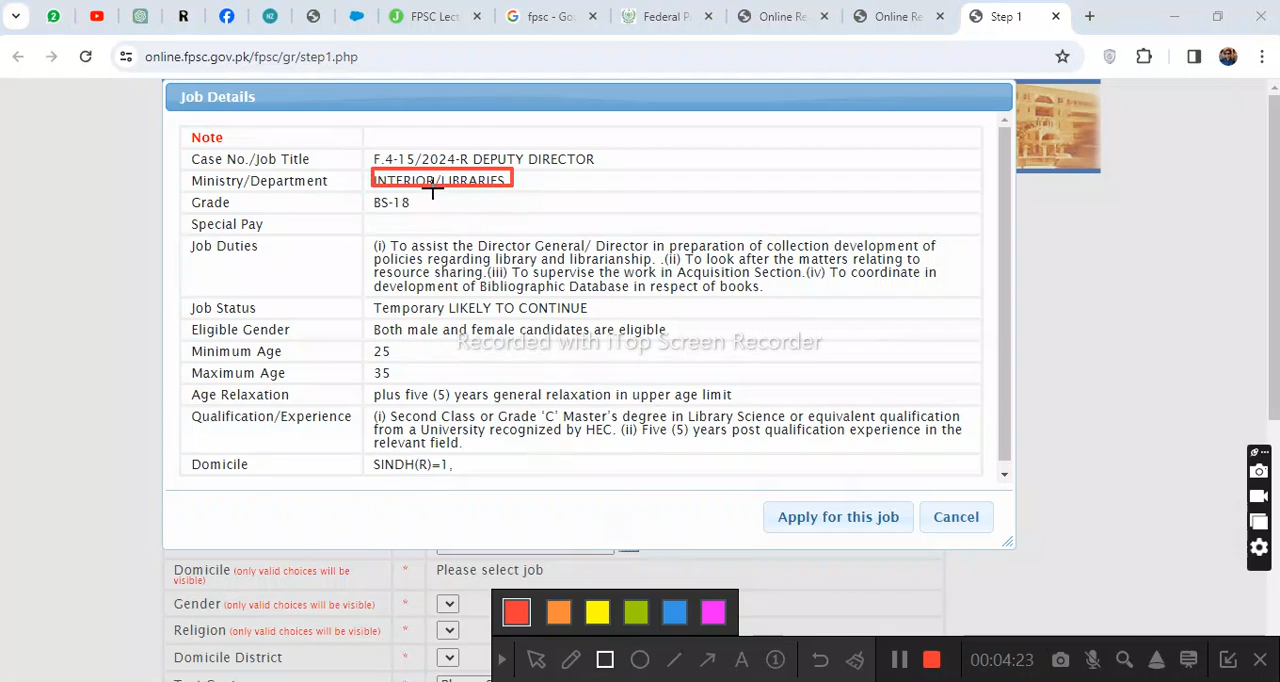 2
R
NZ
FPSC Lect
fpsc - Go
Federal P
Online Re
Online Re
Step 1
online.fpsc.gov.pk/fpsc/gr/step1.php
Job Details
Note
Case No./Job Title F.4-15/2024-R DEPUTY DIRECTOR
Ministry/Department INTERIOR/LIBRARIES
Grade BS-18
Special Pay
Job Duties (i) To assist the Director General/ Director in preparation of collection development of
policies regarding library and librarianship. .(ii) To look after the matters relating to
resource sharing.(iii) To supervise the work in Acquisition Section.(iv) To coordinate in
development of Bibliographic Database in respect of books.
Job Status Temporary LIKELY TO CONTINUE
Eligible Gender Both male and female candidates are eligible
Recorded with iTop Screen Recorder
Minimum Age 25
Maximum Age 35
Age Relaxation plus five (5) years general relaxation in upper age limit
Qualification/Experience (i) Second Class or Grade ‘C’ Master’s degree in Library Science or equivalent qualification
from a University recognized by HEC. (ii) Five (5) years post qualification experience in the
relevant field.
Domicile SINDH(R)=1,
Apply for this job Cancel
Domicile (only valid choices will be
visible) * Please select job
Gender (only valid choices will be visible) *
Religion (only valid choices will be visible) *
Domicile District *
A 1 00:04:23